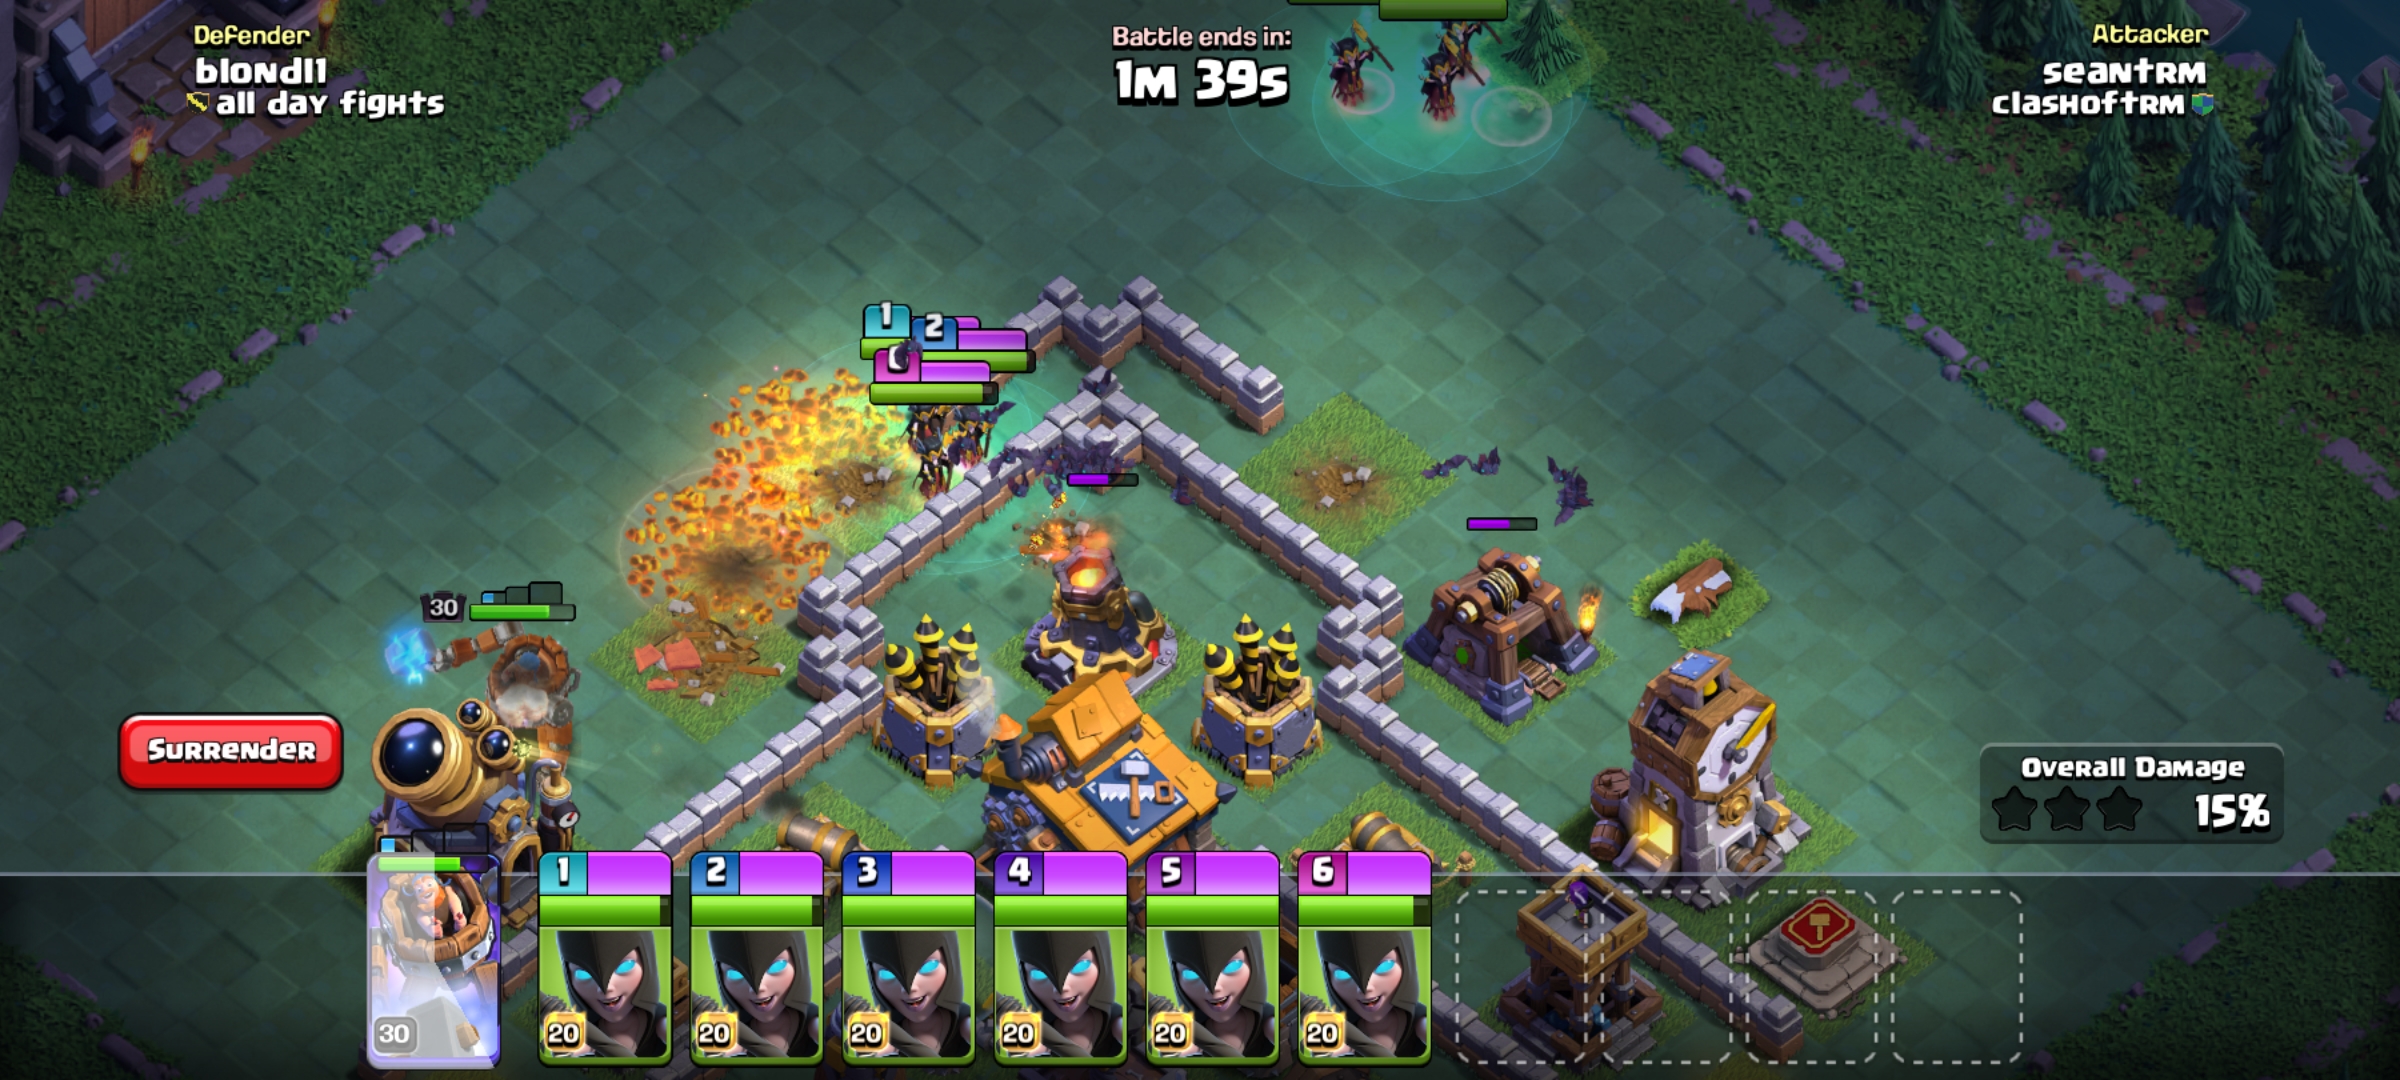 Defender
blondll
all day fights
Battle ends in:
1m 39s
Attacker
seantrm
clashoftrm
1
2
30
Surrender
Overall Damage
15%
1
2
3
4
5
6
30
20
20
20
20
20
20